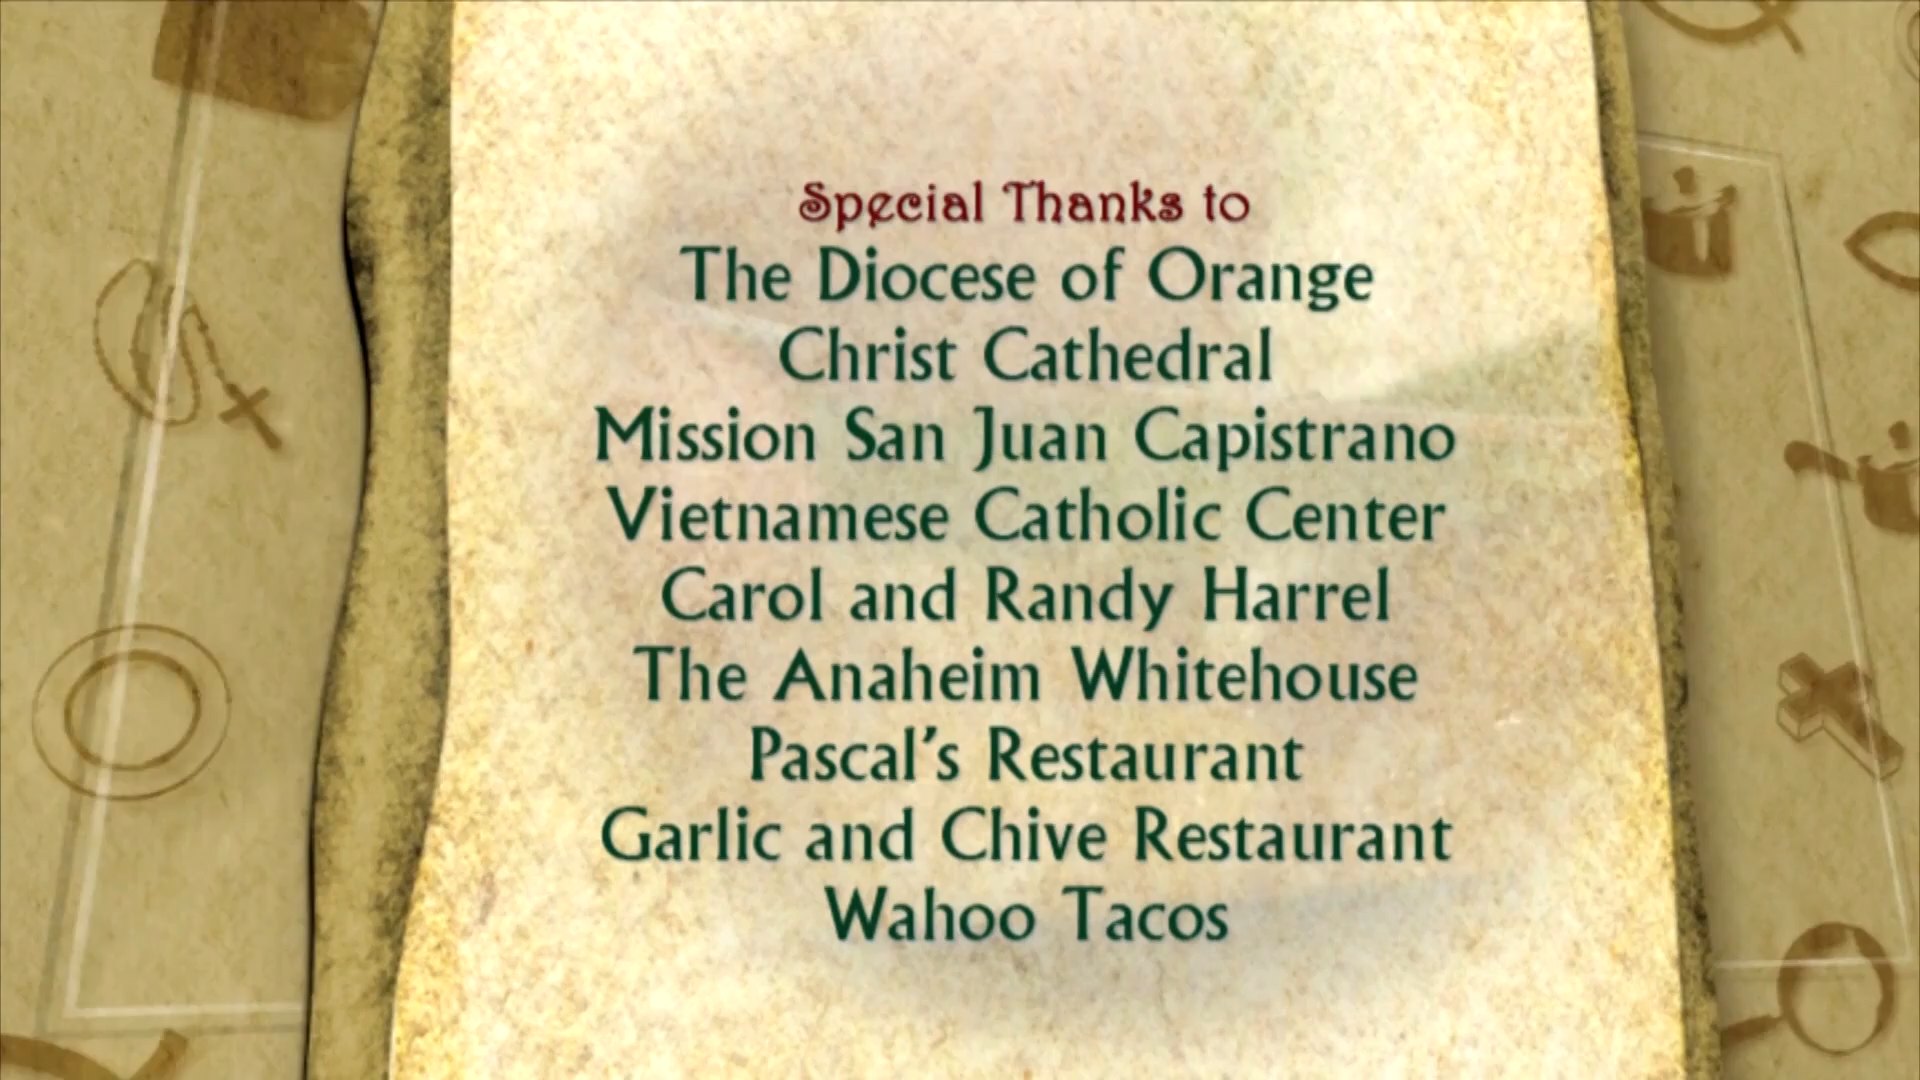 Special Thanks to
The Diocese of Orange
Christ Cathedral
Mission San Juan Capistrano
Vietnamese Catholic Center
Carol and Randy Harrel
The Anaheim Whitehouse
Pascal's Restaurant
Garlic and Chive Restaurant
Wahoo Tacos